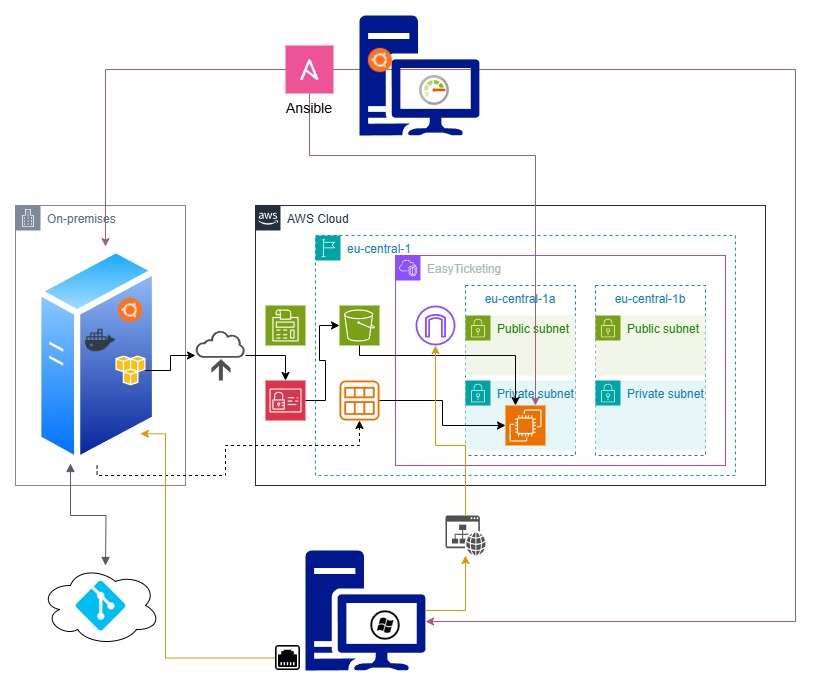 Ansible
On-premises
aws
AWS Cloud
eu-central-1
EasyTicketing
eu-central-1a
eu-central-1b
Public subnet
Public subnet
Private subnet
Private subnet